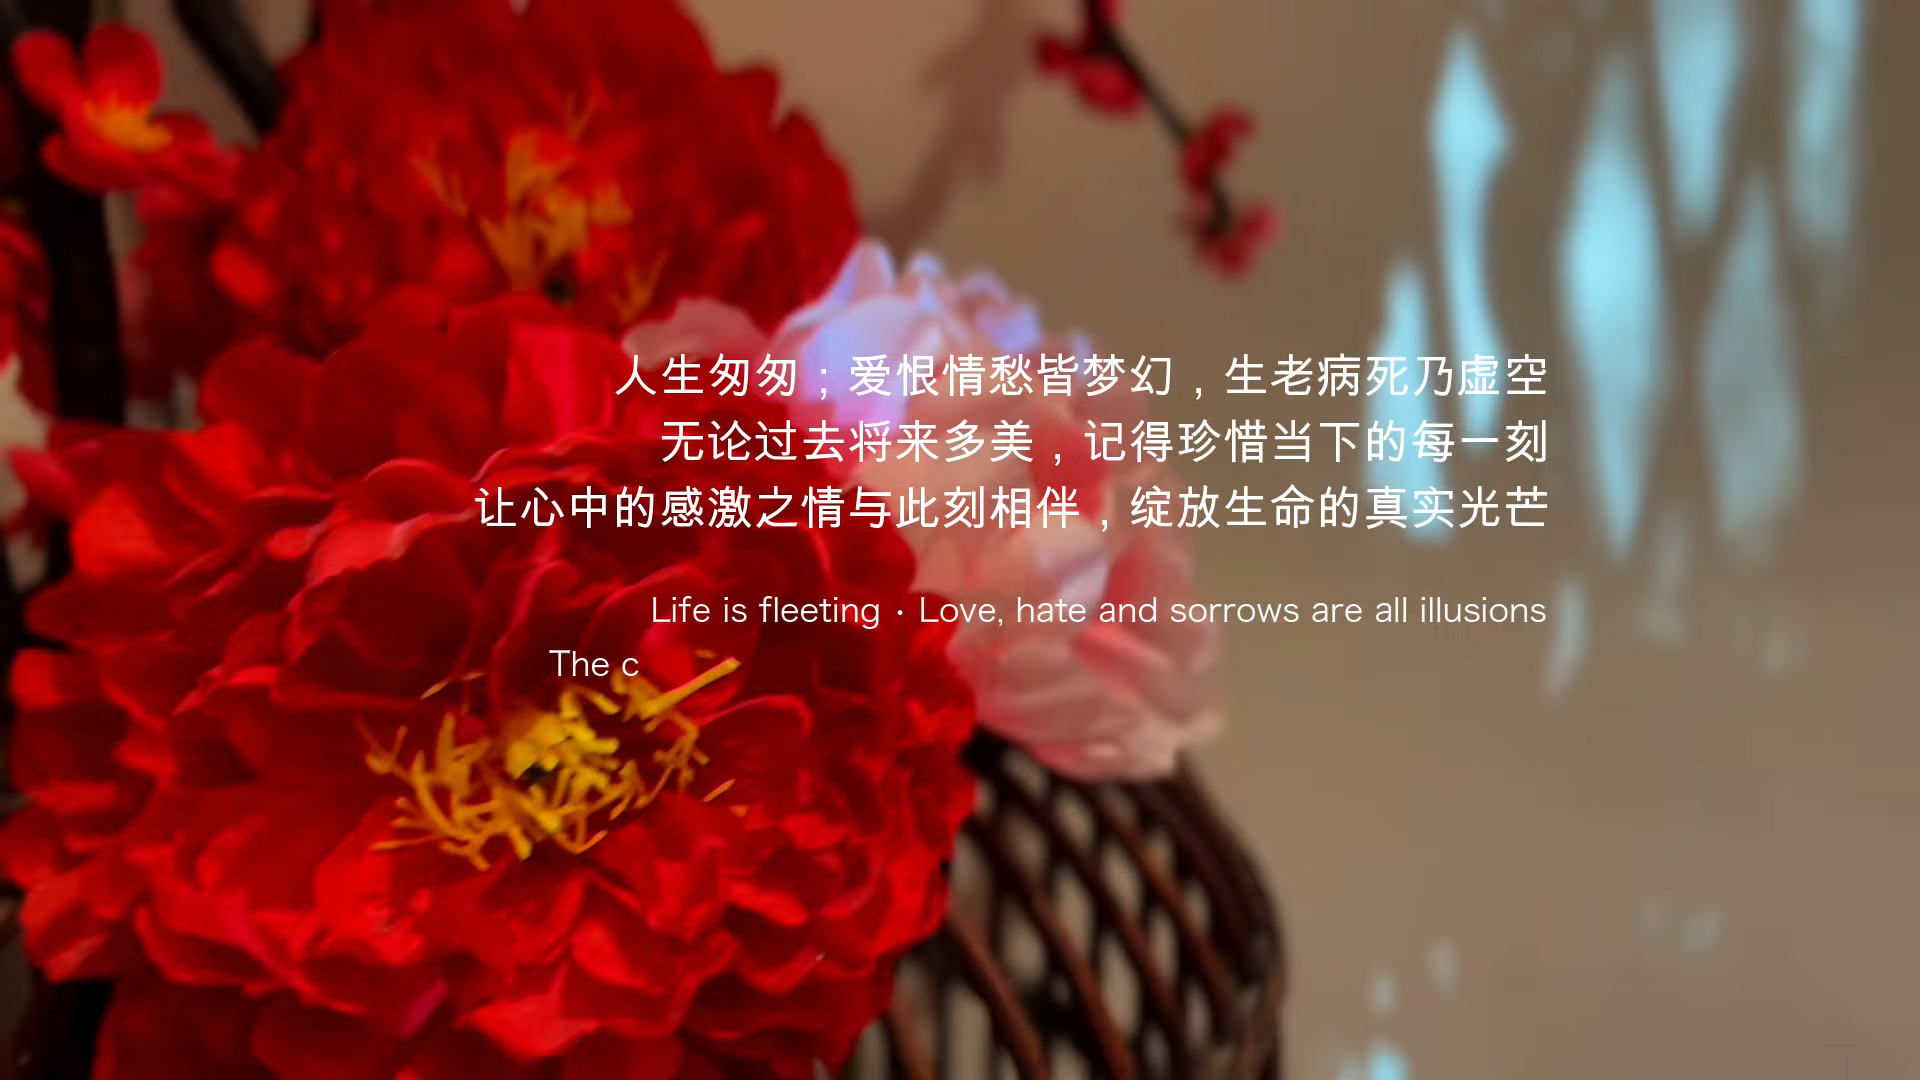 人生匆匆；爱恨情愁皆梦幻，生老病死乃虚空
无论过去将来多美，记得珍惜当下的每一刻
让心中的感激之情与此刻相伴，绽放生命的真实光芒
Life is fleeting · Love, hate and sorrows are all illusions
The c